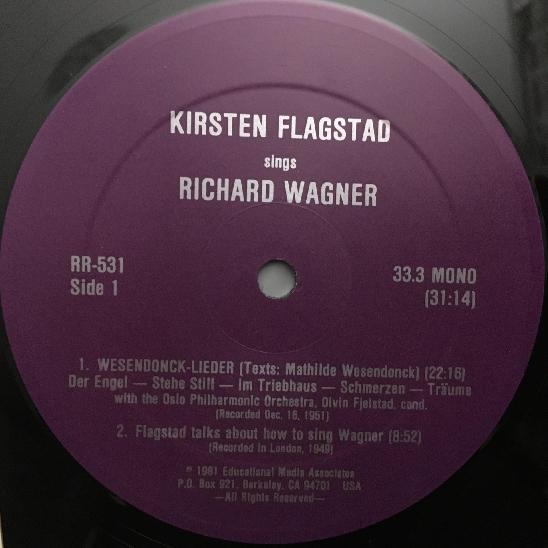 KIRSTEN FLAGSTAD
sings
RICHARD WAGNER
RR-531
Side 1
33.3 MONO
(31:14)
1. WESENDONCK-LIEDER (Texts: Mathilde Wesendonck) (22:16)
Der Engel — Stehe Still — Im Triebhaus — Schmerzen — Träume
with the Oslo Philharmonic Orchestra, Oivin Fjelstad, cond.
(Recorded Dec. 16, 1951)
2. Flagstad talks about how to sing Wagner (8:52)
(Recorded in London, 1949)
℗ 1981 Educational Media Associates
P.O. Box 921, Berkeley, CA 94701 USA
—All Rights Reserved—